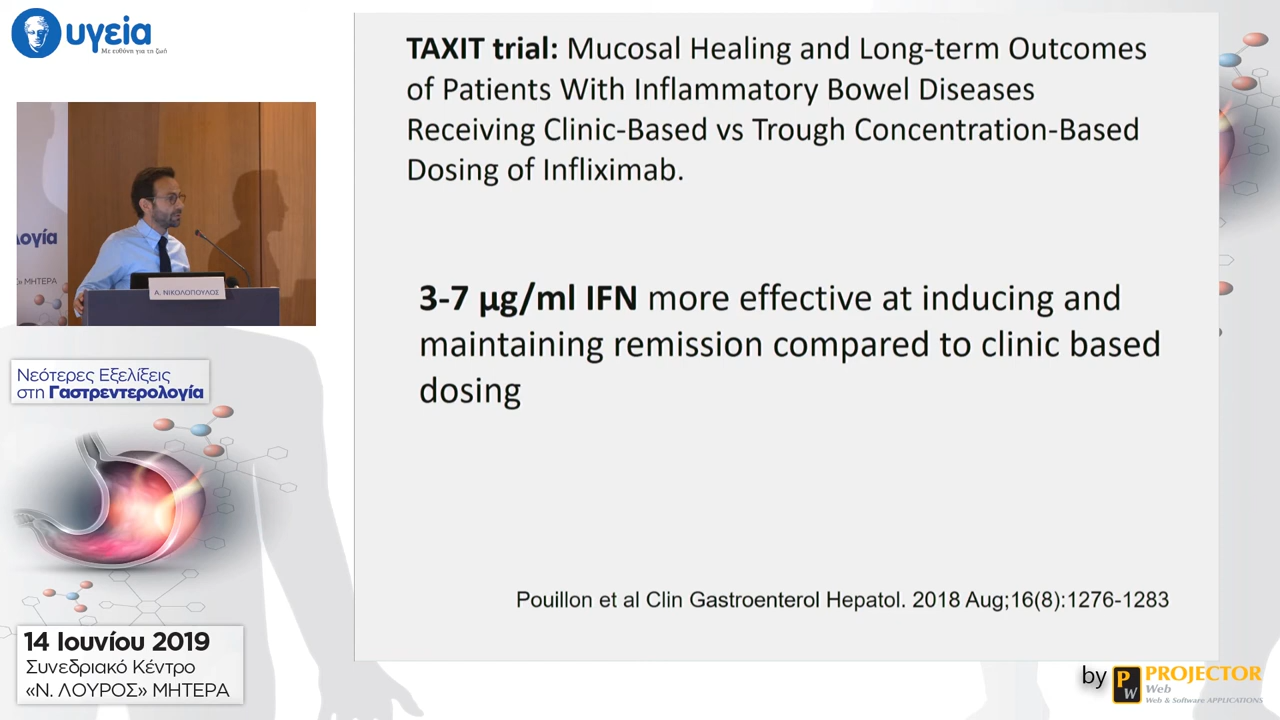 υγεία
Με ευθύνη για τη ζωή
TAXIT trial: Mucosal Healing and Long-term Outcomes
of Patients With Inflammatory Bowel Diseases
Receiving Clinic-Based vs Trough Concentration-Based
Dosing of Infliximab.
3-7 μg/ml IFN more effective at inducing and
maintaining remission compared to clinic based
dosing
Pouillon et al Clin Gastroenterol Hepatol. 2018 Aug;16(8):1276-1283
λογία
ΜΗΤΕΡΑ
Α. ΝΙΚΟΛΟΠΟΥΛΟΣ
Νεότερες Εξελίξεις
στη Γαστρεντερολογία
14 Ιουνίου 2019
Συνεδριακό Κέντρο
«Ν. ΛΟΥΡΟΣ» ΜΗΤΕΡΑ
by PW PROJECTOR
Web
Web & Software APPLICATIONS